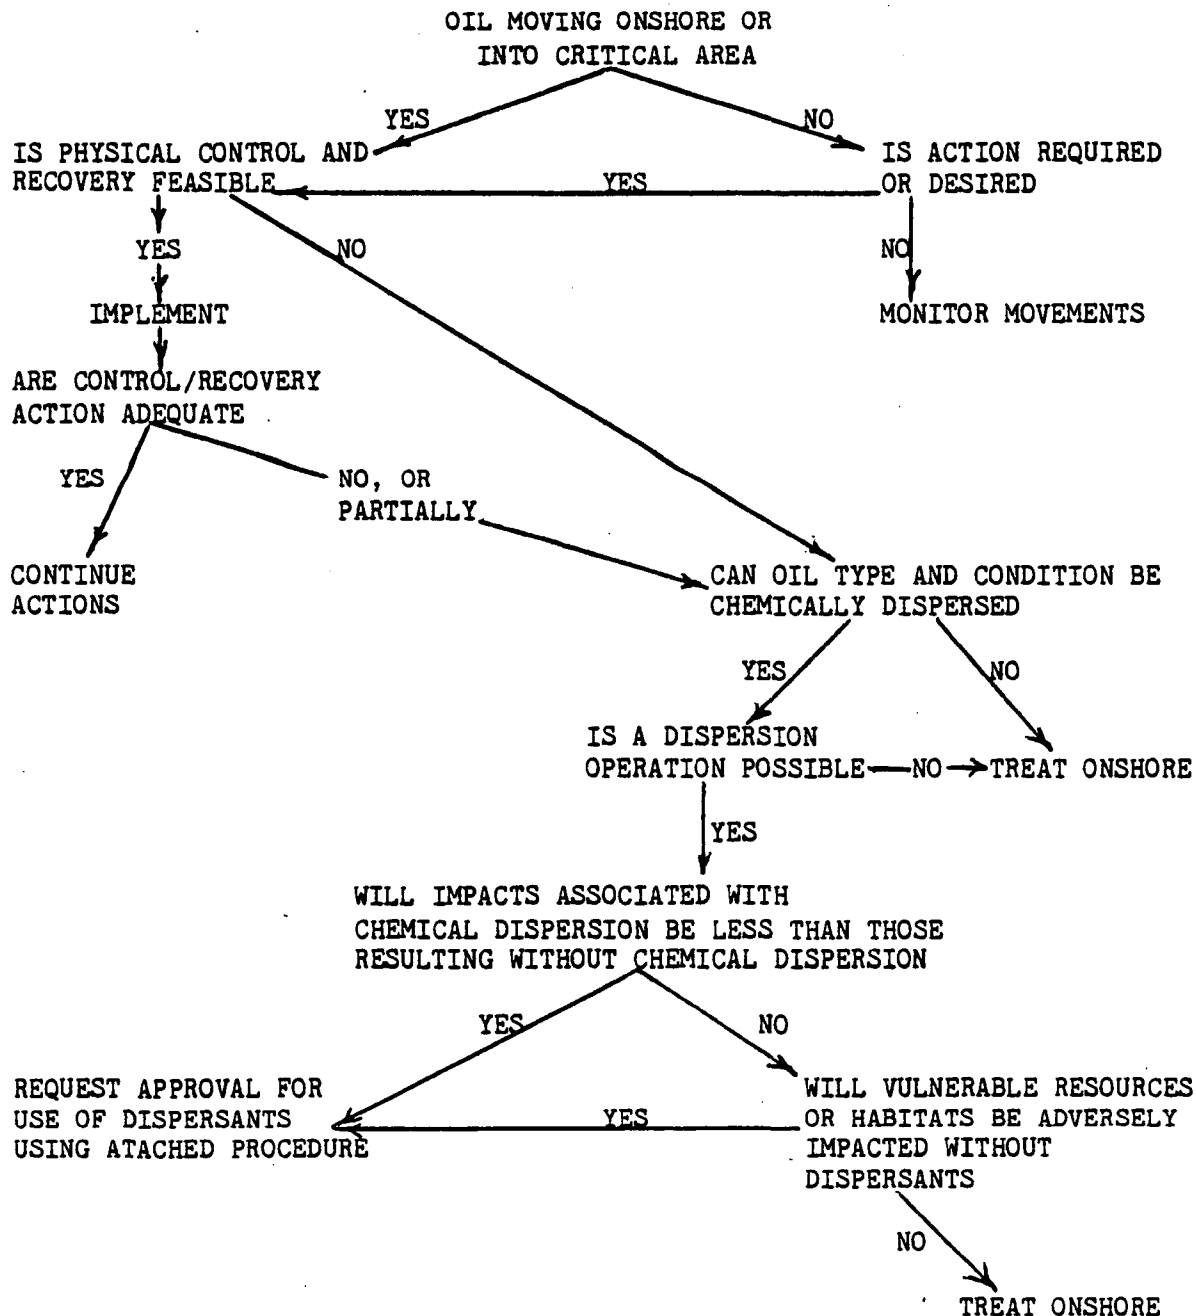 OIL MOVING ONSHORE OR
INTO CRITICAL AREA
YES
NO
IS PHYSICAL CONTROL AND
RECOVERY FEASIBLE
YES
IS ACTION REQUIRED
OR DESIRED
YES
NO
NO
IMPLEMENT
MONITOR MOVEMENTS
ARE CONTROL/RECOVERY
ACTION ADEQUATE
YES
NO, OR
PARTIALLY
CONTINUE
ACTIONS
CAN OIL TYPE AND CONDITION BE
CHEMICALLY DISPERSED
YES
NO
IS A DISPERSION
OPERATION POSSIBLE
NO
TREAT ONSHORE
YES
WILL IMPACTS ASSOCIATED WITH
CHEMICAL DISPERSION BE LESS THAN THOSE
RESULTING WITHOUT CHEMICAL DISPERSION
YES
NO
REQUEST APPROVAL FOR
USE OF DISPERSANTS
USING ATACHED PROCEDURE
YES
WILL VULNERABLE RESOURCES
OR HABITATS BE ADVERSELY
IMPACTED WITHOUT
DISPERSANTS
NO
TREAT ONSHORE